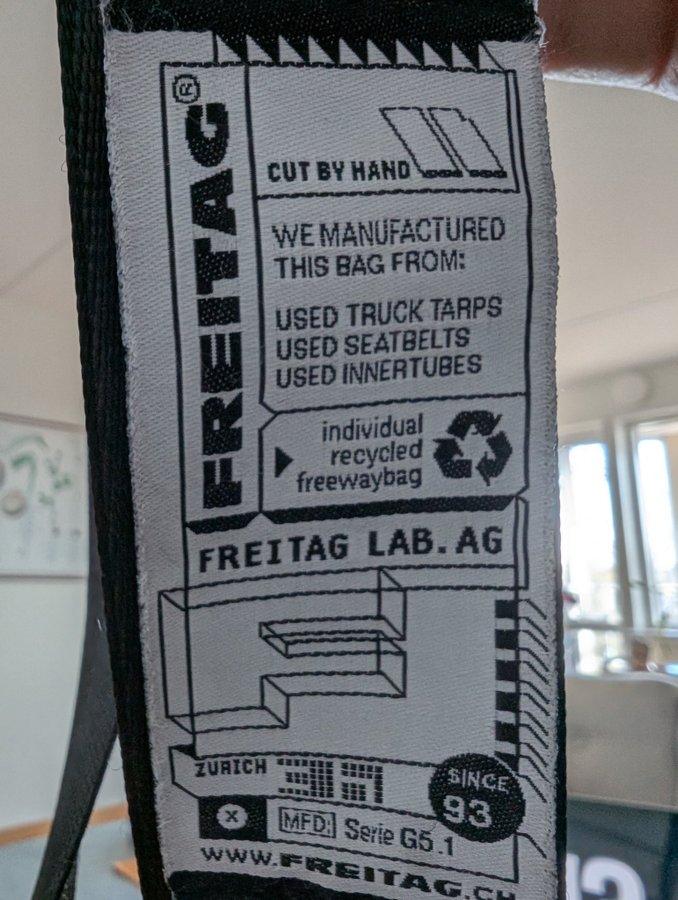 FREITAG®
CUT BY HAND
WE MANUFACTURED
THIS BAG FROM:
USED TRUCK TARPS
USED SEATBELTS
USED INNERTUBES
individual
recycled
freewaybag
FREITAG LAB. AG
F
ZURICH
SINCE
93
X
MFD: Serie G5.1
www.FREITAG.CH